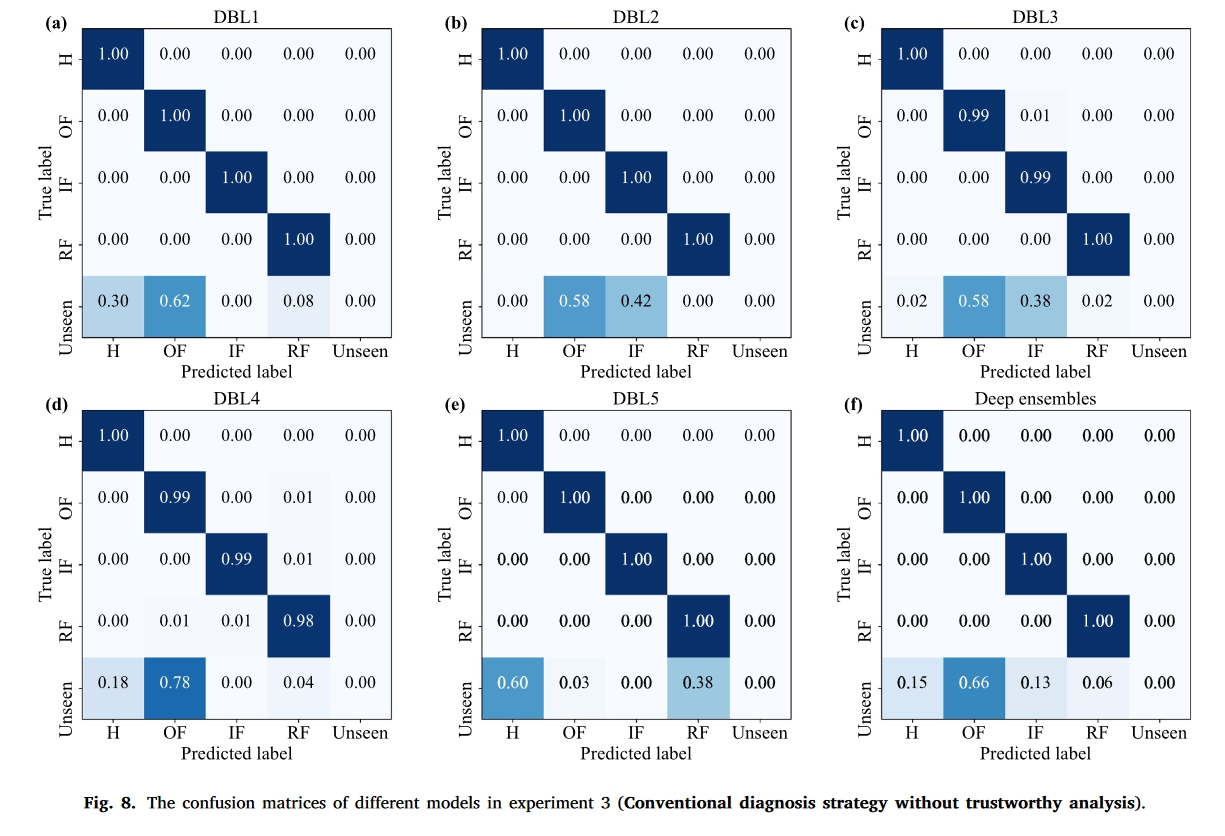 (a) DBL1
H 1.00 0.00 0.00 0.00 0.00
OF 0.00 1.00 0.00 0.00 0.00
IF 0.00 0.00 1.00 0.00 0.00
RF 0.00 0.00 0.00 1.00 0.00
Unseen 0.30 0.62 0.00 0.08 0.00
True label
H OF IF RF Unseen
Predicted label
(b) DBL2
H 1.00 0.00 0.00 0.00 0.00
OF 0.00 1.00 0.00 0.00 0.00
IF 0.00 0.00 1.00 0.00 0.00
RF 0.00 0.00 0.00 1.00 0.00
Unseen 0.00 0.58 0.42 0.00 0.00
True label
H OF IF RF Unseen
Predicted label
(c) DBL3
H 1.00 0.00 0.00 0.00 0.00
OF 0.00 0.99 0.01 0.00 0.00
IF 0.00 0.00 0.99 0.00 0.00
RF 0.00 0.00 0.00 1.00 0.00
Unseen 0.02 0.58 0.38 0.02 0.00
True label
H OF IF RF Unseen
Predicted label
(d) DBL4
H 1.00 0.00 0.00 0.00 0.00
OF 0.00 0.99 0.00 0.01 0.00
IF 0.00 0.00 0.99 0.01 0.00
RF 0.00 0.01 0.01 0.98 0.00
Unseen 0.18 0.78 0.00 0.04 0.00
True label
H OF IF RF Unseen
Predicted label
(e) DBL5
H 1.00 0.00 0.00 0.00 0.00
OF 0.00 1.00 0.00 0.00 0.00
IF 0.00 0.00 1.00 0.00 0.00
RF 0.00 0.00 0.00 1.00 0.00
Unseen 0.60 0.03 0.00 0.38 0.00
True label
H OF IF RF Unseen
Predicted label
(f) Deep ensembles
H 1.00 0.00 0.00 0.00 0.00
OF 0.00 1.00 0.00 0.00 0.00
IF 0.00 0.00 1.00 0.00 0.00
RF 0.00 0.00 0.00 1.00 0.00
Unseen 0.15 0.66 0.13 0.06 0.00
True label
H OF IF RF Unseen
Predicted label
Fig. 8. The confusion matrices of different models in experiment 3 (Conventional diagnosis strategy without trustworthy analysis).